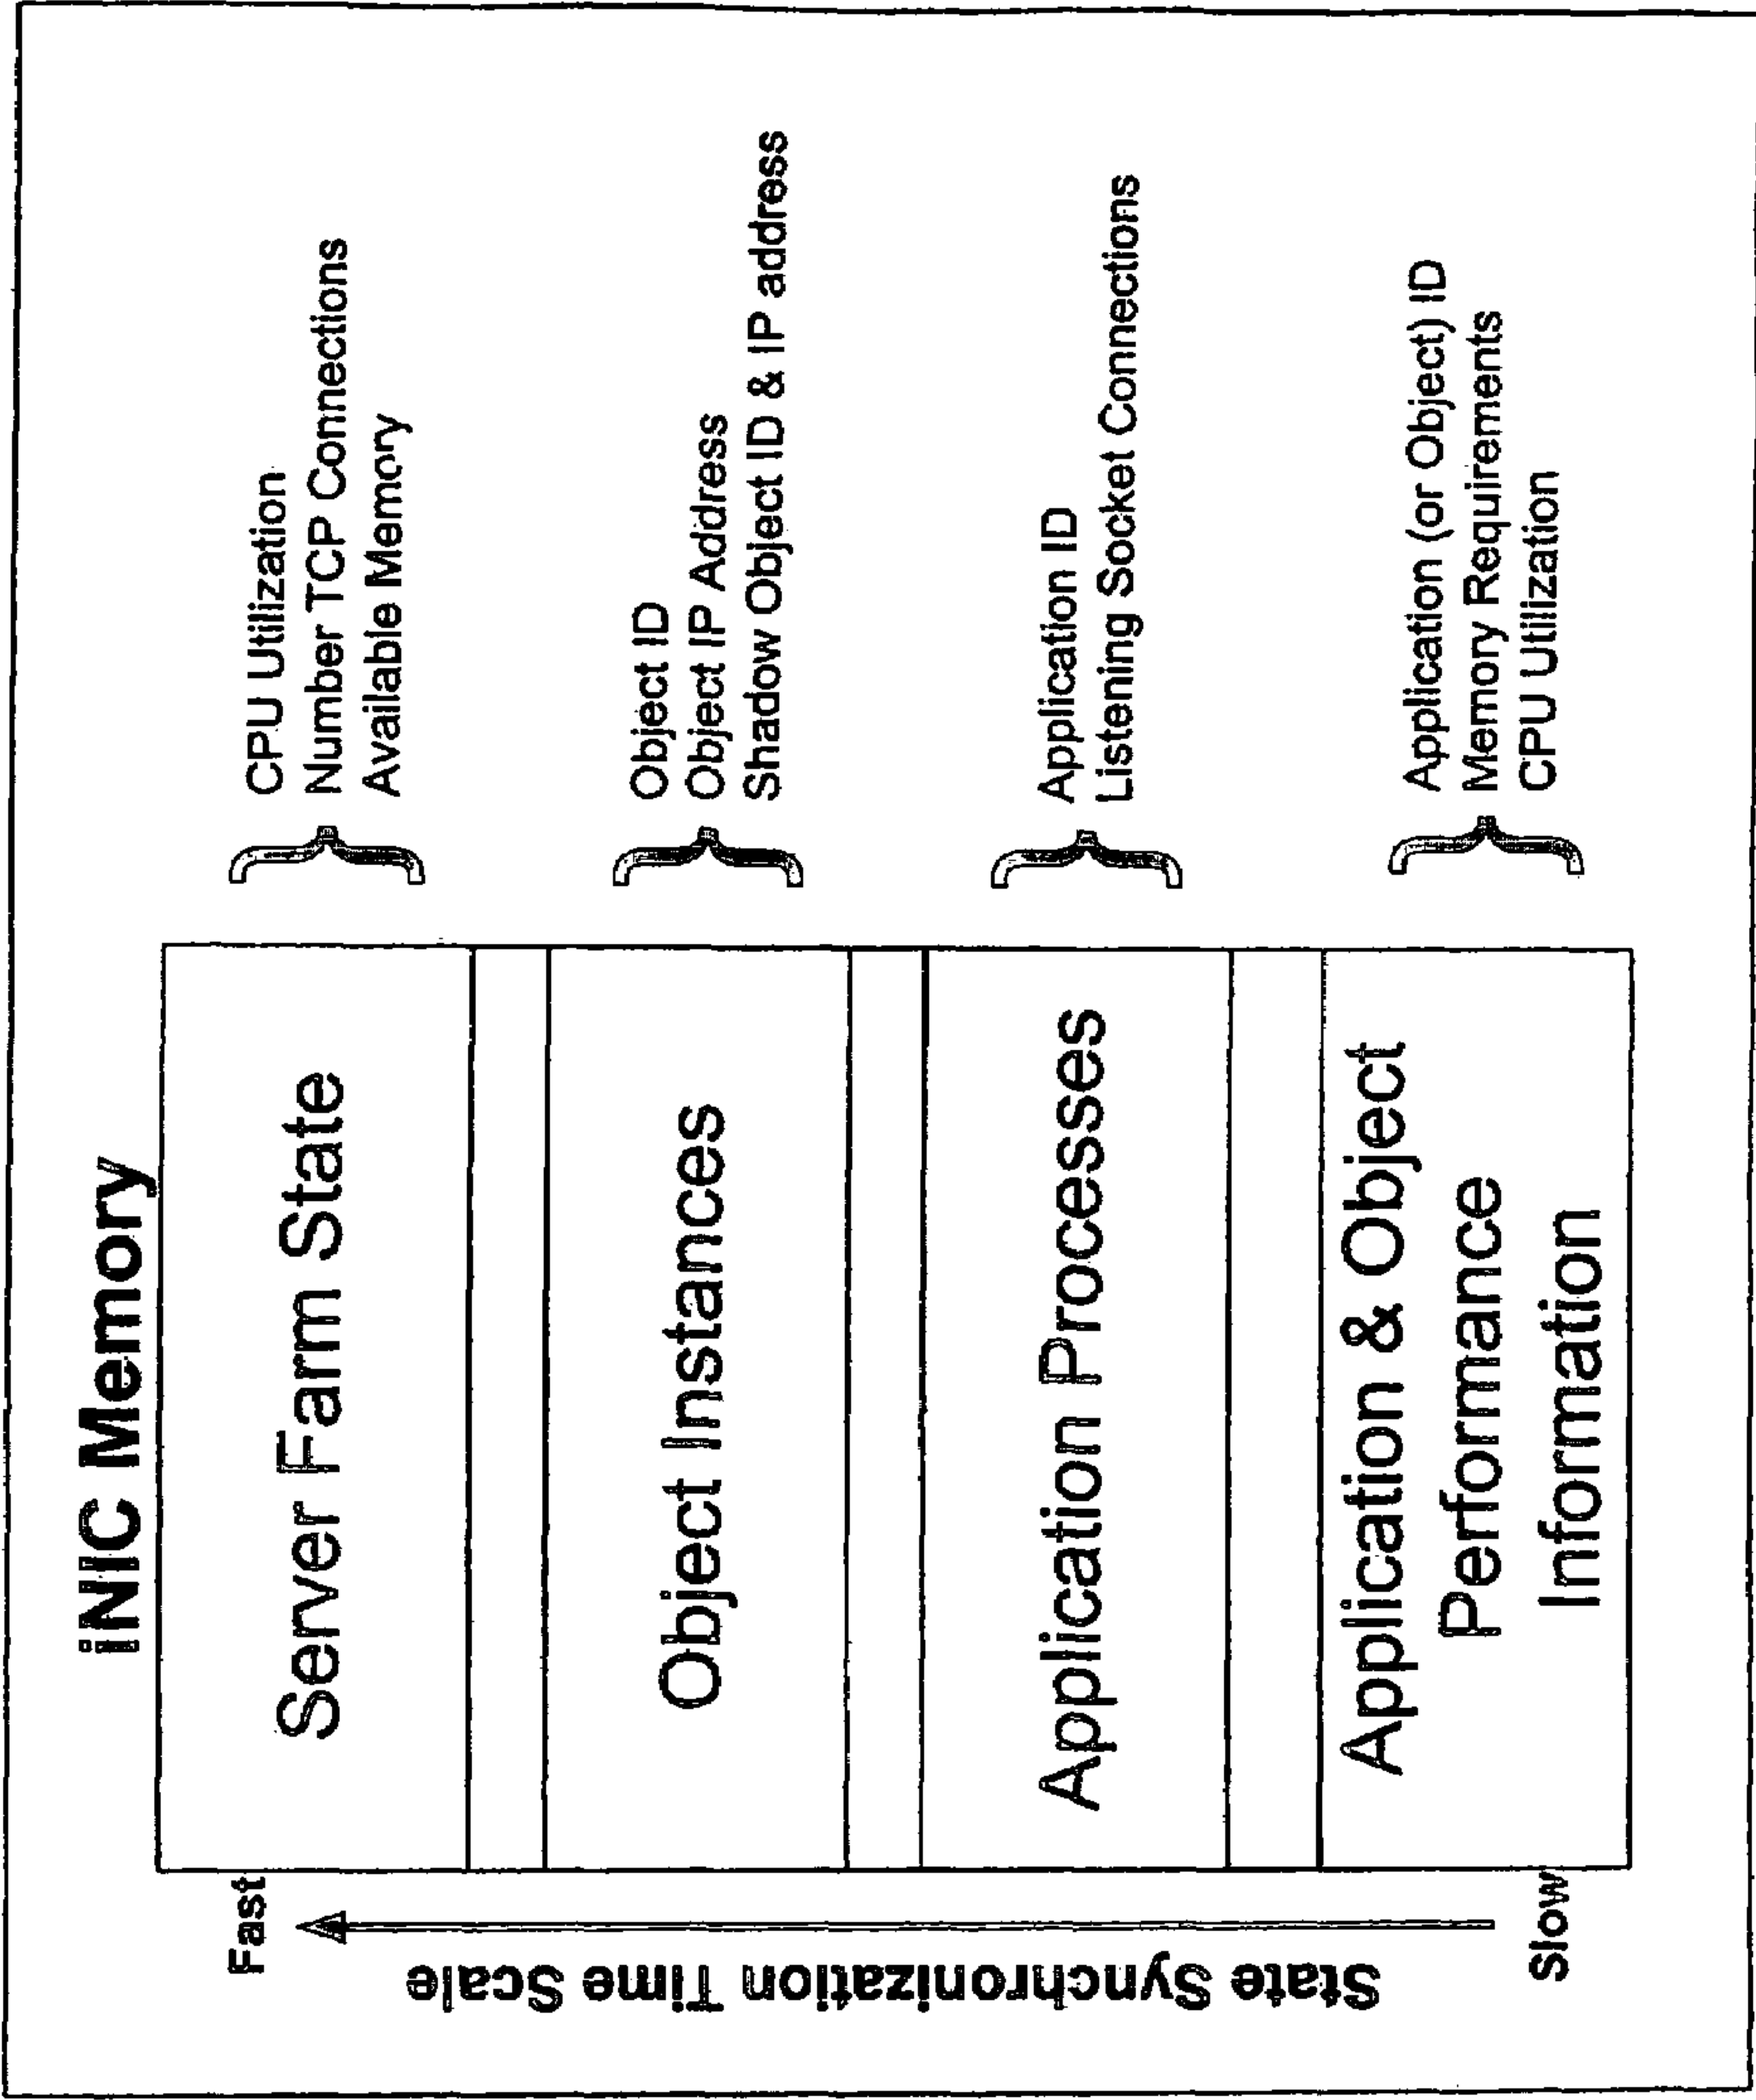 iNIC Memory
Fast
State Synchronization Time Scale
Slow
Server Farm State
CPU Utilization
Number TCP Connections
Available Memory
Object Instances
Object ID
Object IP Address
Shadow Object ID & IP address
Application Processes
Application ID
Listening Socket Connections
Application & Object
Performance
Information
Application (or Object) ID
Memory Requirements
CPU Utilization